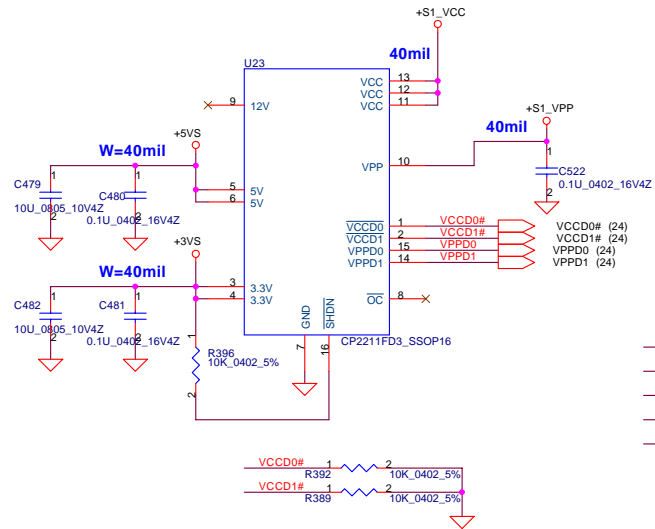 +S1_VCC
40mil
U23
VCC 13
VCC 12
VCC 11
9 12V
+S1_VPP
40mil
+5VS
W=40mil
VPP 10
1
C522
0.1U_0402_16V4Z
2
1
C479
10U_0805_10V4Z
2
1
C480
0.1U_0402_16V4Z
2
5 5V
6 5V
VCCD0 1 VCCD0# VCCD0# (24)
VCCD1 2 VCCD1# VCCD1# (24)
VPPD0 15 VPPD0 VPPD0 (24)
VPPD1 14 VPPD1 VPPD1 (24)
+3VS
W=40mil
3 3.3V
4 3.3V
OC 8
1
C482
10U_0805_10V4Z
2
1
C481
0.1U_0402_16V4Z
2
GND
SHDN
7
16
CP2211FD3_SSOP16
1
R396
10K_0402_5%
2
VCCD0# 1 2
R392 10K_0402_5%
VCCD1# 1 2
R389 10K_0402_5%